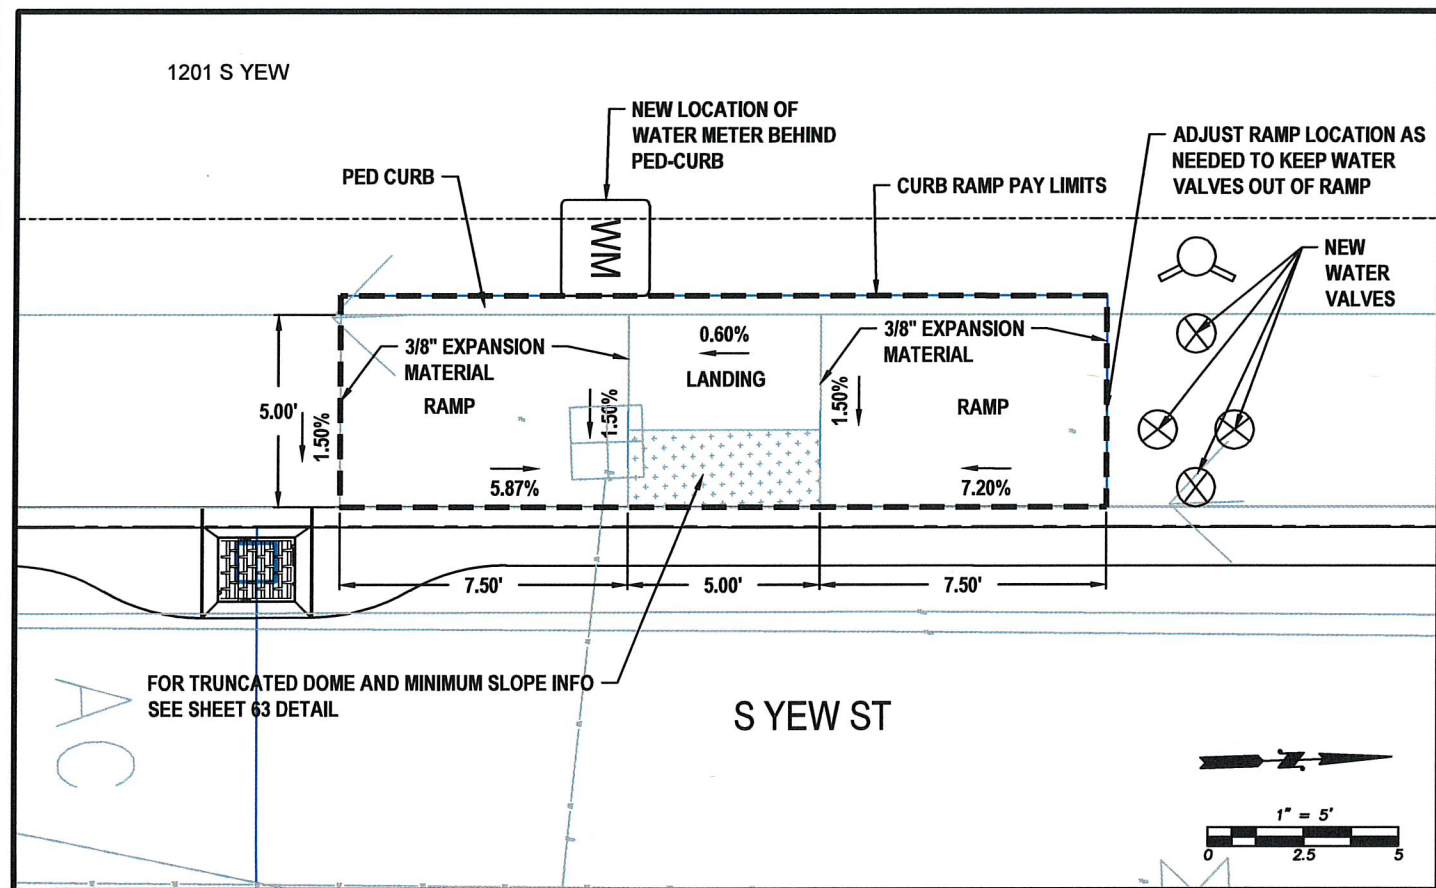 1201 S YEW
NEW LOCATION OF
WATER METER BEHIND
PED-CURB
PED CURB
CURB RAMP PAY LIMITS
ADJUST RAMP LOCATION AS
NEEDED TO KEEP WATER
VALVES OUT OF RAMP
WM
NEW
WATER
VALVES
3/8" EXPANSION
MATERIAL
0.60%
LANDING
3/8" EXPANSION
MATERIAL
RAMP
RAMP
5.00'
1.50%
1.50%
1.50%
5.87%
7.20%
7.50'
5.00'
7.50'
FOR TRUNCATED DOME AND MINIMUM SLOPE INFO
SEE SHEET 63 DETAIL
S YEW ST
A C
N
1" = 5'
0 2.5 5